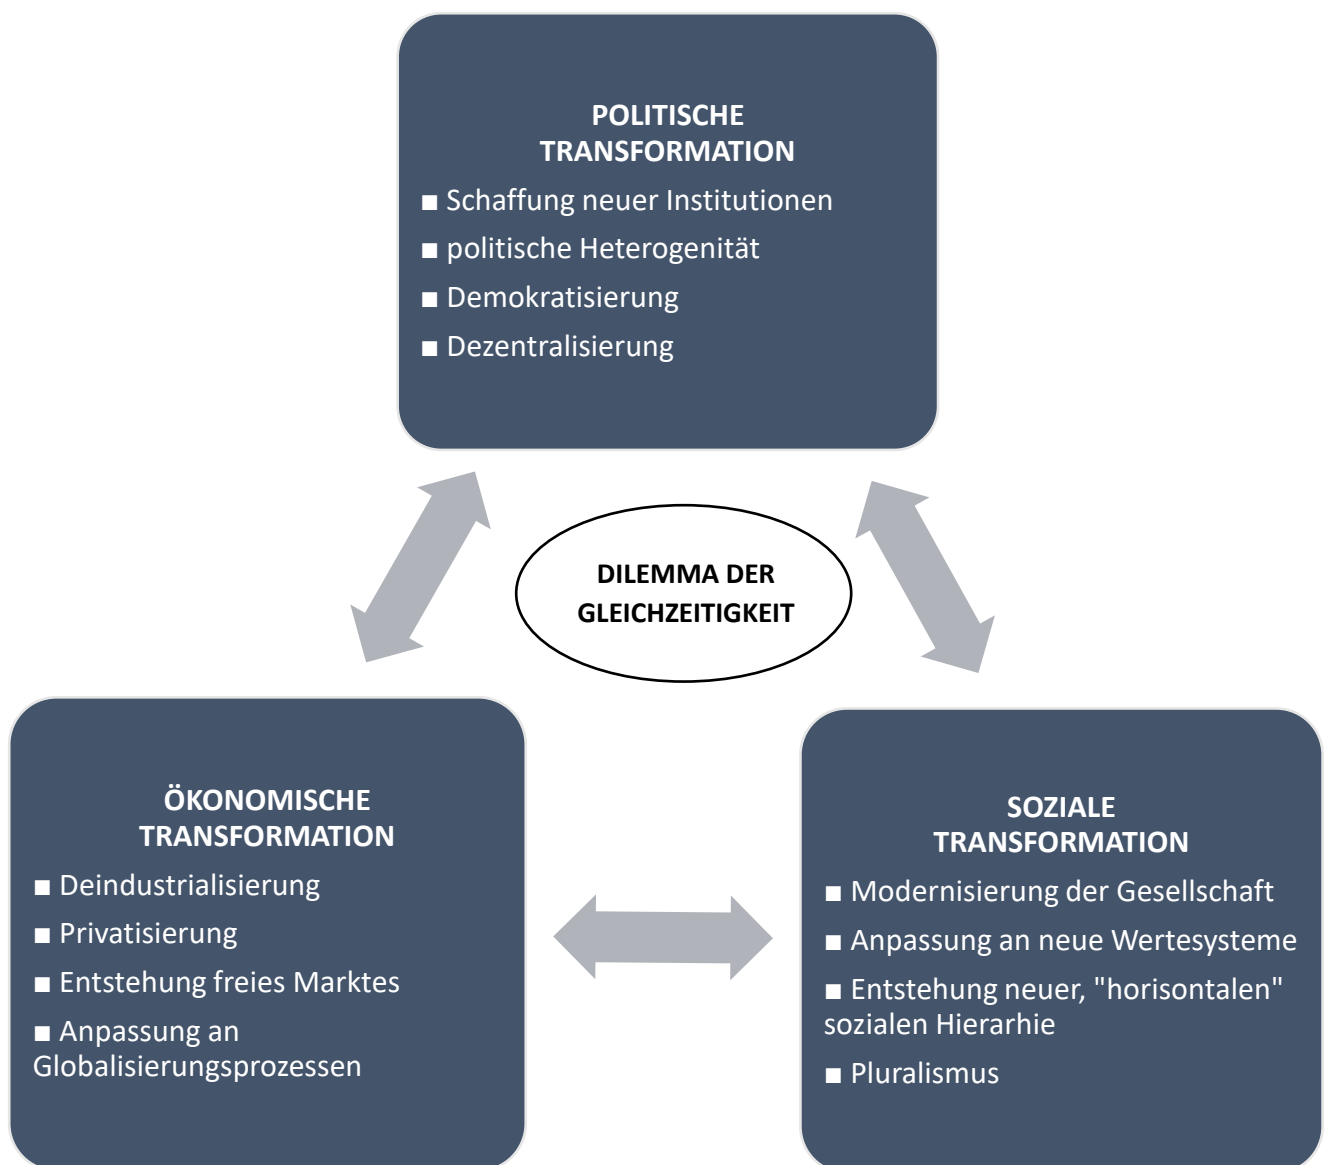 POLITISCHE
TRANSFORMATION
■ Schaffung neuer Institutionen
■ politische Heterogenität
■ Demokratisierung
■ Dezentralisierung
DILEMMA DER
GLEICHZEITIGKEIT
ÖKONOMISCHE
TRANSFORMATION
■ Deindustrialisierung
■ Privatisierung
■ Entstehung freies Marktes
■ Anpassung an
Globalisierungsprozessen
SOZIALE
TRANSFORMATION
■ Modernisierung der Gesellschaft
■ Anpassung an neue Wertesysteme
■ Entstehung neuer, "horisontalen"
sozialen Hierarhie
■ Pluralismus